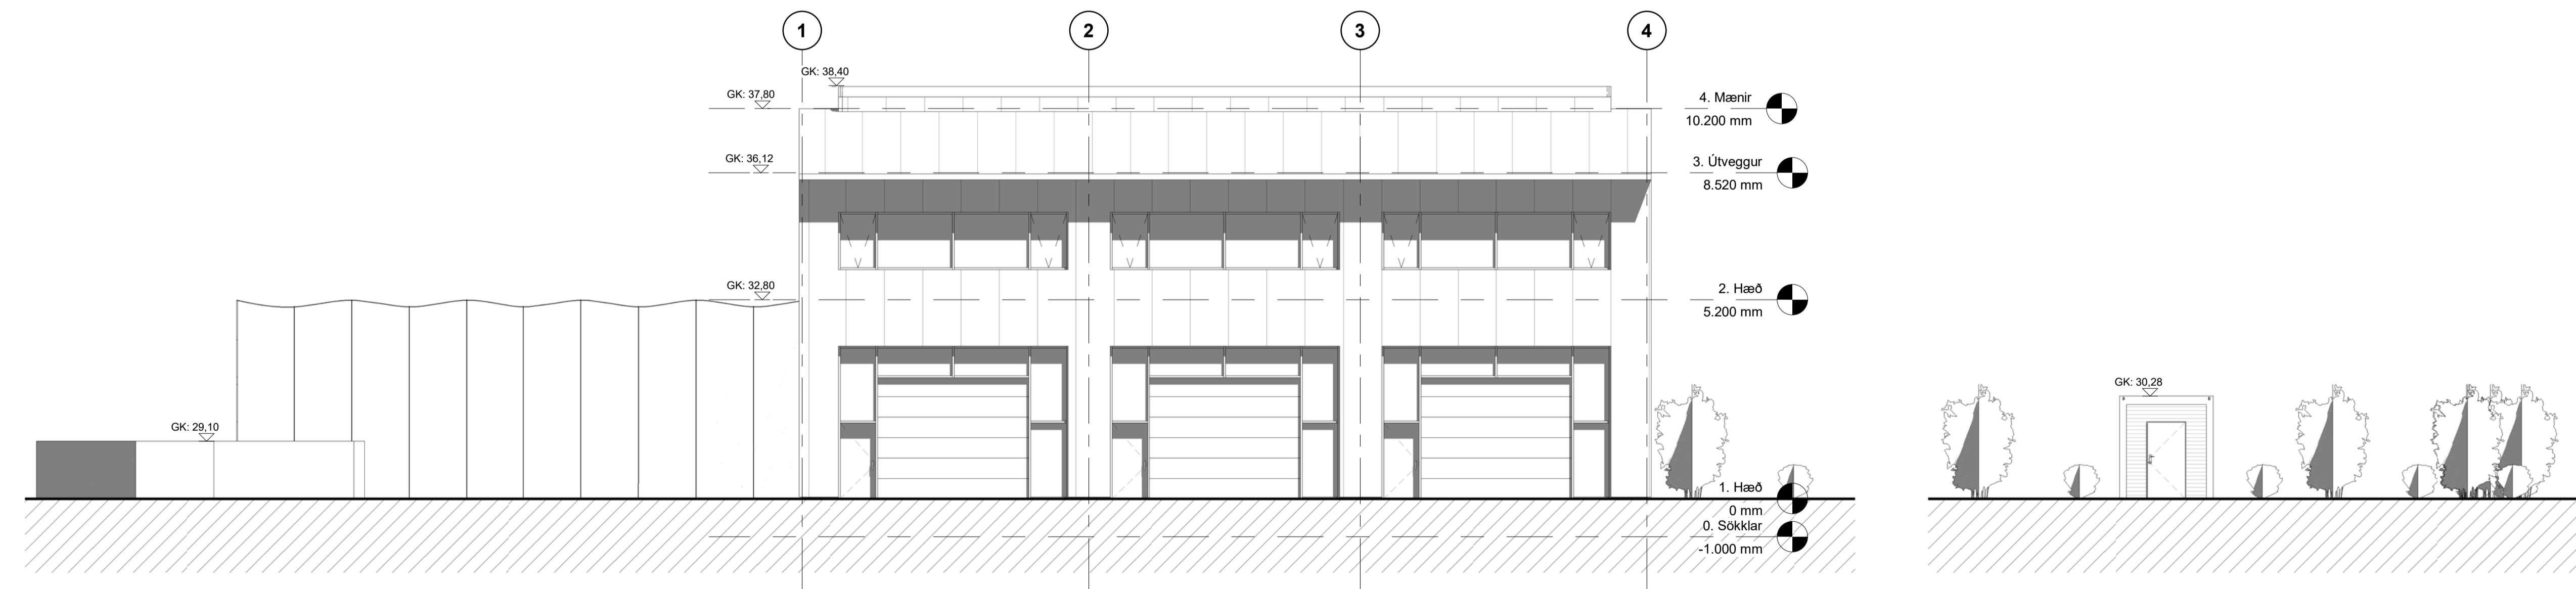 1
2
3
4
GK: 38,40
GK: 37,80
4. Mænir
10.200 mm
GK: 36,12
3. Útveggur
8.520 mm
GK: 32,80
2. Hæð
5.200 mm
GK: 30,28
GK: 29,10
1. Hæð
0 mm
0. Sökklar
-1.000 mm